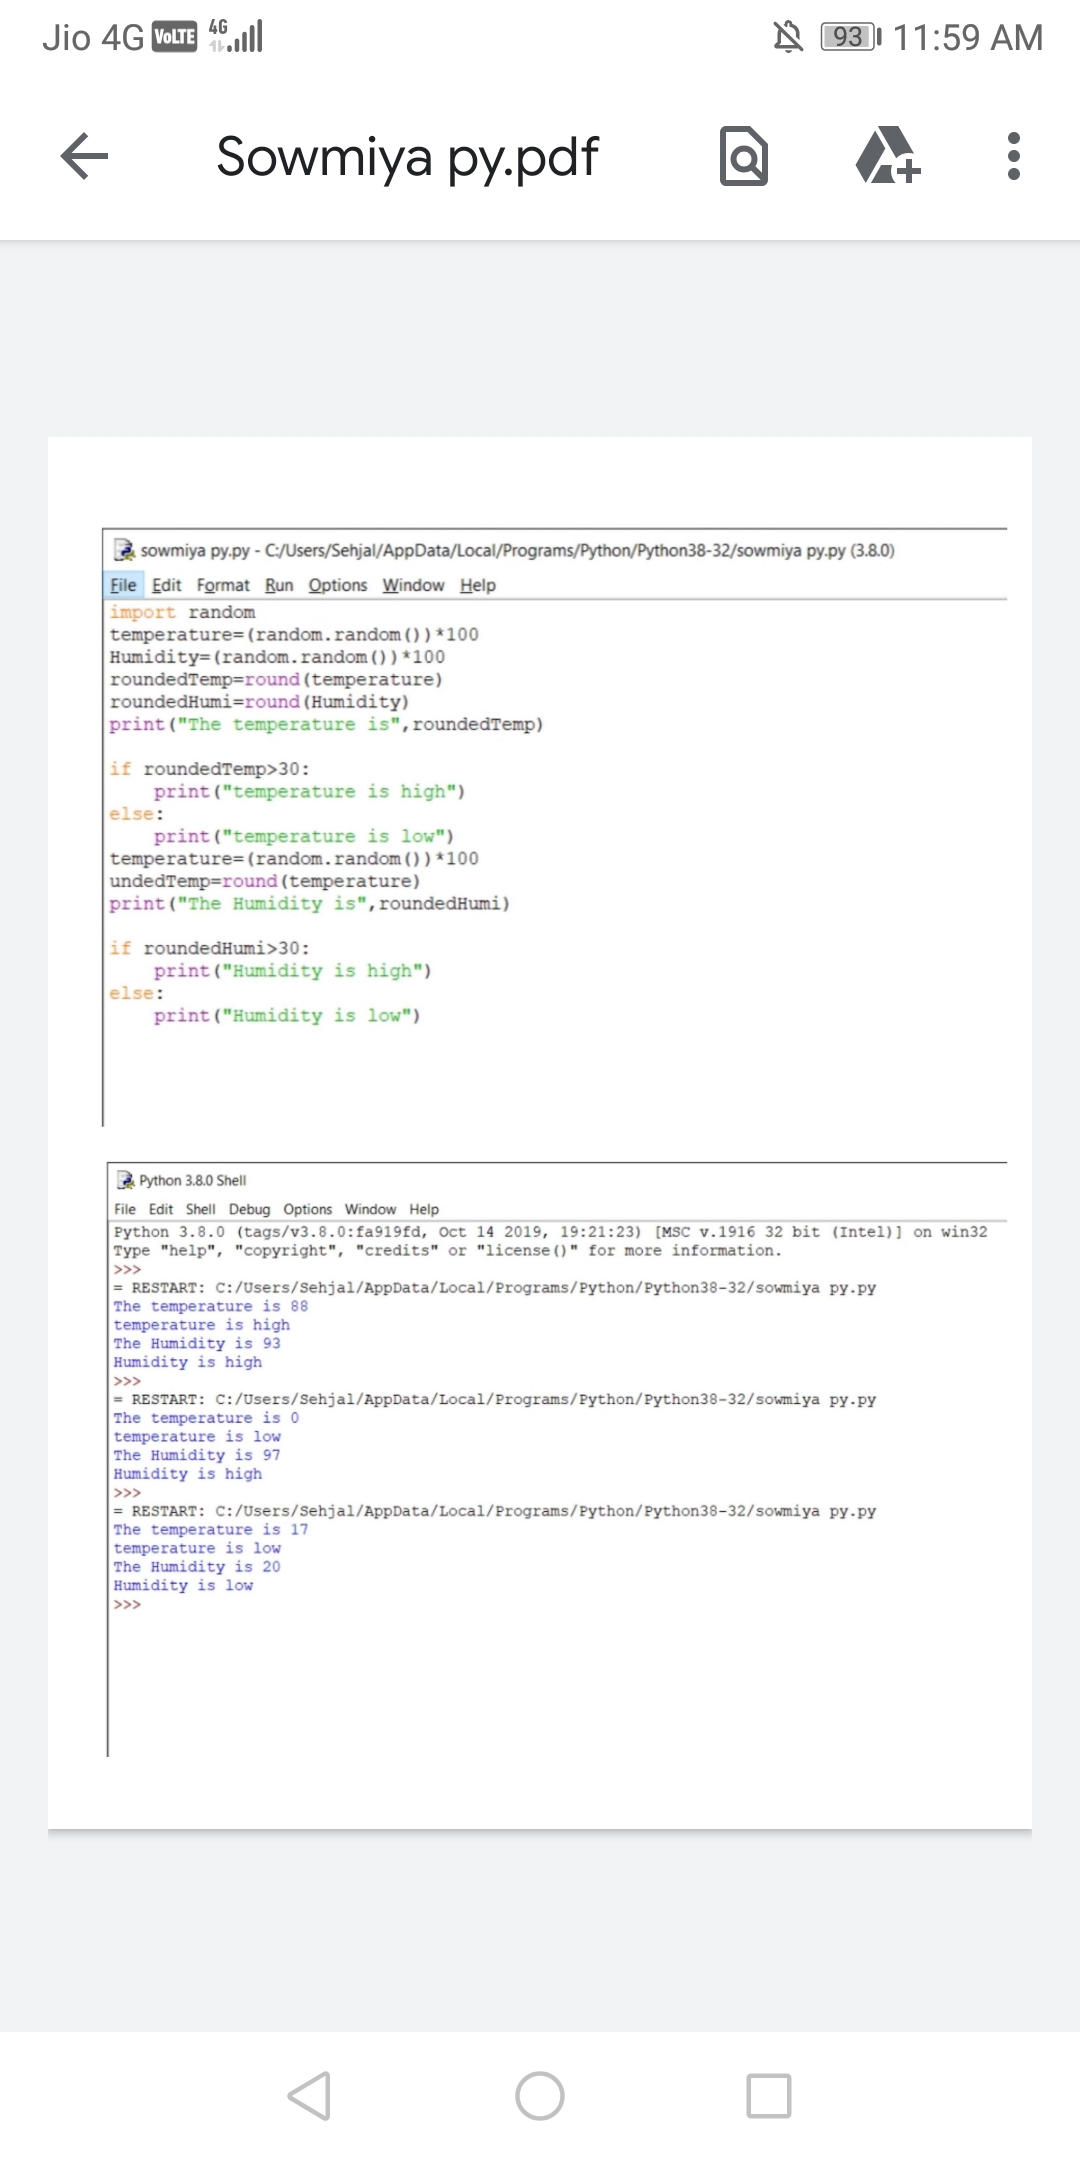 Jio 4G VoLTE 4G 93 11:59 AM
Sowmiya py.pdf
sowmiya py.py - C:/Users/Sehjal/AppData/Local/Programs/Python/Python38-32/sowmiya py.py (3.8.0)
File Edit Format Run Options Window Help
import random
temperature=(random.random())*100
Humidity=(random.random())*100
roundedTemp=round(temperature)
roundedHumi=round(Humidity)
print("The temperature is",roundedTemp)
if roundedTemp>30:
    print("temperature is high")
else:
    print("temperature is low")
temperature=(random.random())*100
undedTemp=round(temperature)
print("The Humidity is",roundedHumi)
if roundedHumi>30:
    print("Humidity is high")
else:
    print("Humidity is low")
Python 3.8.0 Shell
File Edit Shell Debug Options Window Help
Python 3.8.0 (tags/v3.8.0:fa919fd, Oct 14 2019, 19:21:23) [MSC v.1916 32 bit (Intel)] on win32
Type "help", "copyright", "credits" or "license()" for more information.
>>>
= RESTART: C:/Users/Sehjal/AppData/Local/Programs/Python/Python38-32/sowmiya py.py
The temperature is 88
temperature is high
The Humidity is 93
Humidity is high
>>>
= RESTART: C:/Users/Sehjal/AppData/Local/Programs/Python/Python38-32/sowmiya py.py
The temperature is 0
temperature is low
The Humidity is 97
Humidity is high
>>>
= RESTART: C:/Users/Sehjal/AppData/Local/Programs/Python/Python38-32/sowmiya py.py
The temperature is 17
temperature is low
The Humidity is 20
Humidity is low
>>>